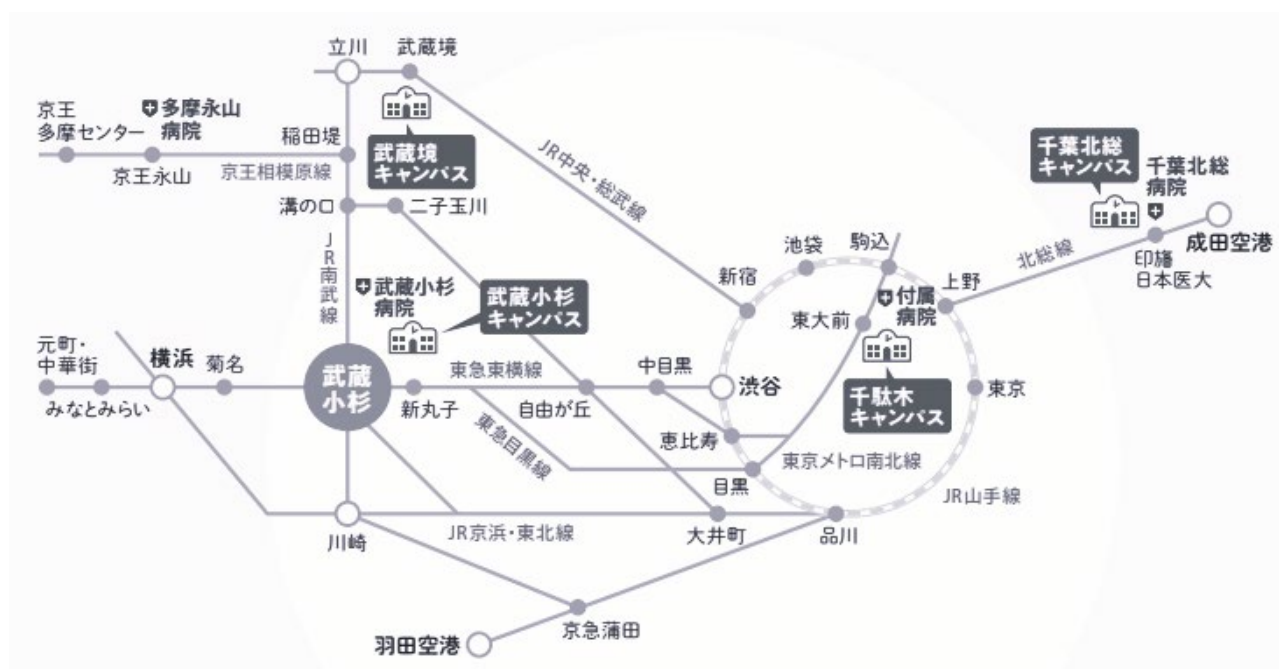 立川
武蔵境
京王
多摩センター
多摩永山
病院
稲田堤
京王永山
京王相模原線
武蔵境
キャンパス
JR中央・総武線
千葉北総
キャンパス
千葉北総
病院
溝の口
二子玉川
JR南武線
池袋
駒込
北総線
成田空港
印旛
日本医大
新宿
上野
武蔵小杉
病院
武蔵小杉
キャンパス
付属
病院
東大前
元町・
中華街
横浜
菊名
武蔵
小杉
東急東横線
中目黒
渋谷
東京
みなとみらい
新丸子
自由が丘
千駄木
キャンパス
東急目黒線
恵比寿
東京メトロ南北線
目黒
JR山手線
川崎
JR京浜・東北線
大井町
品川
羽田空港
京急蒲田